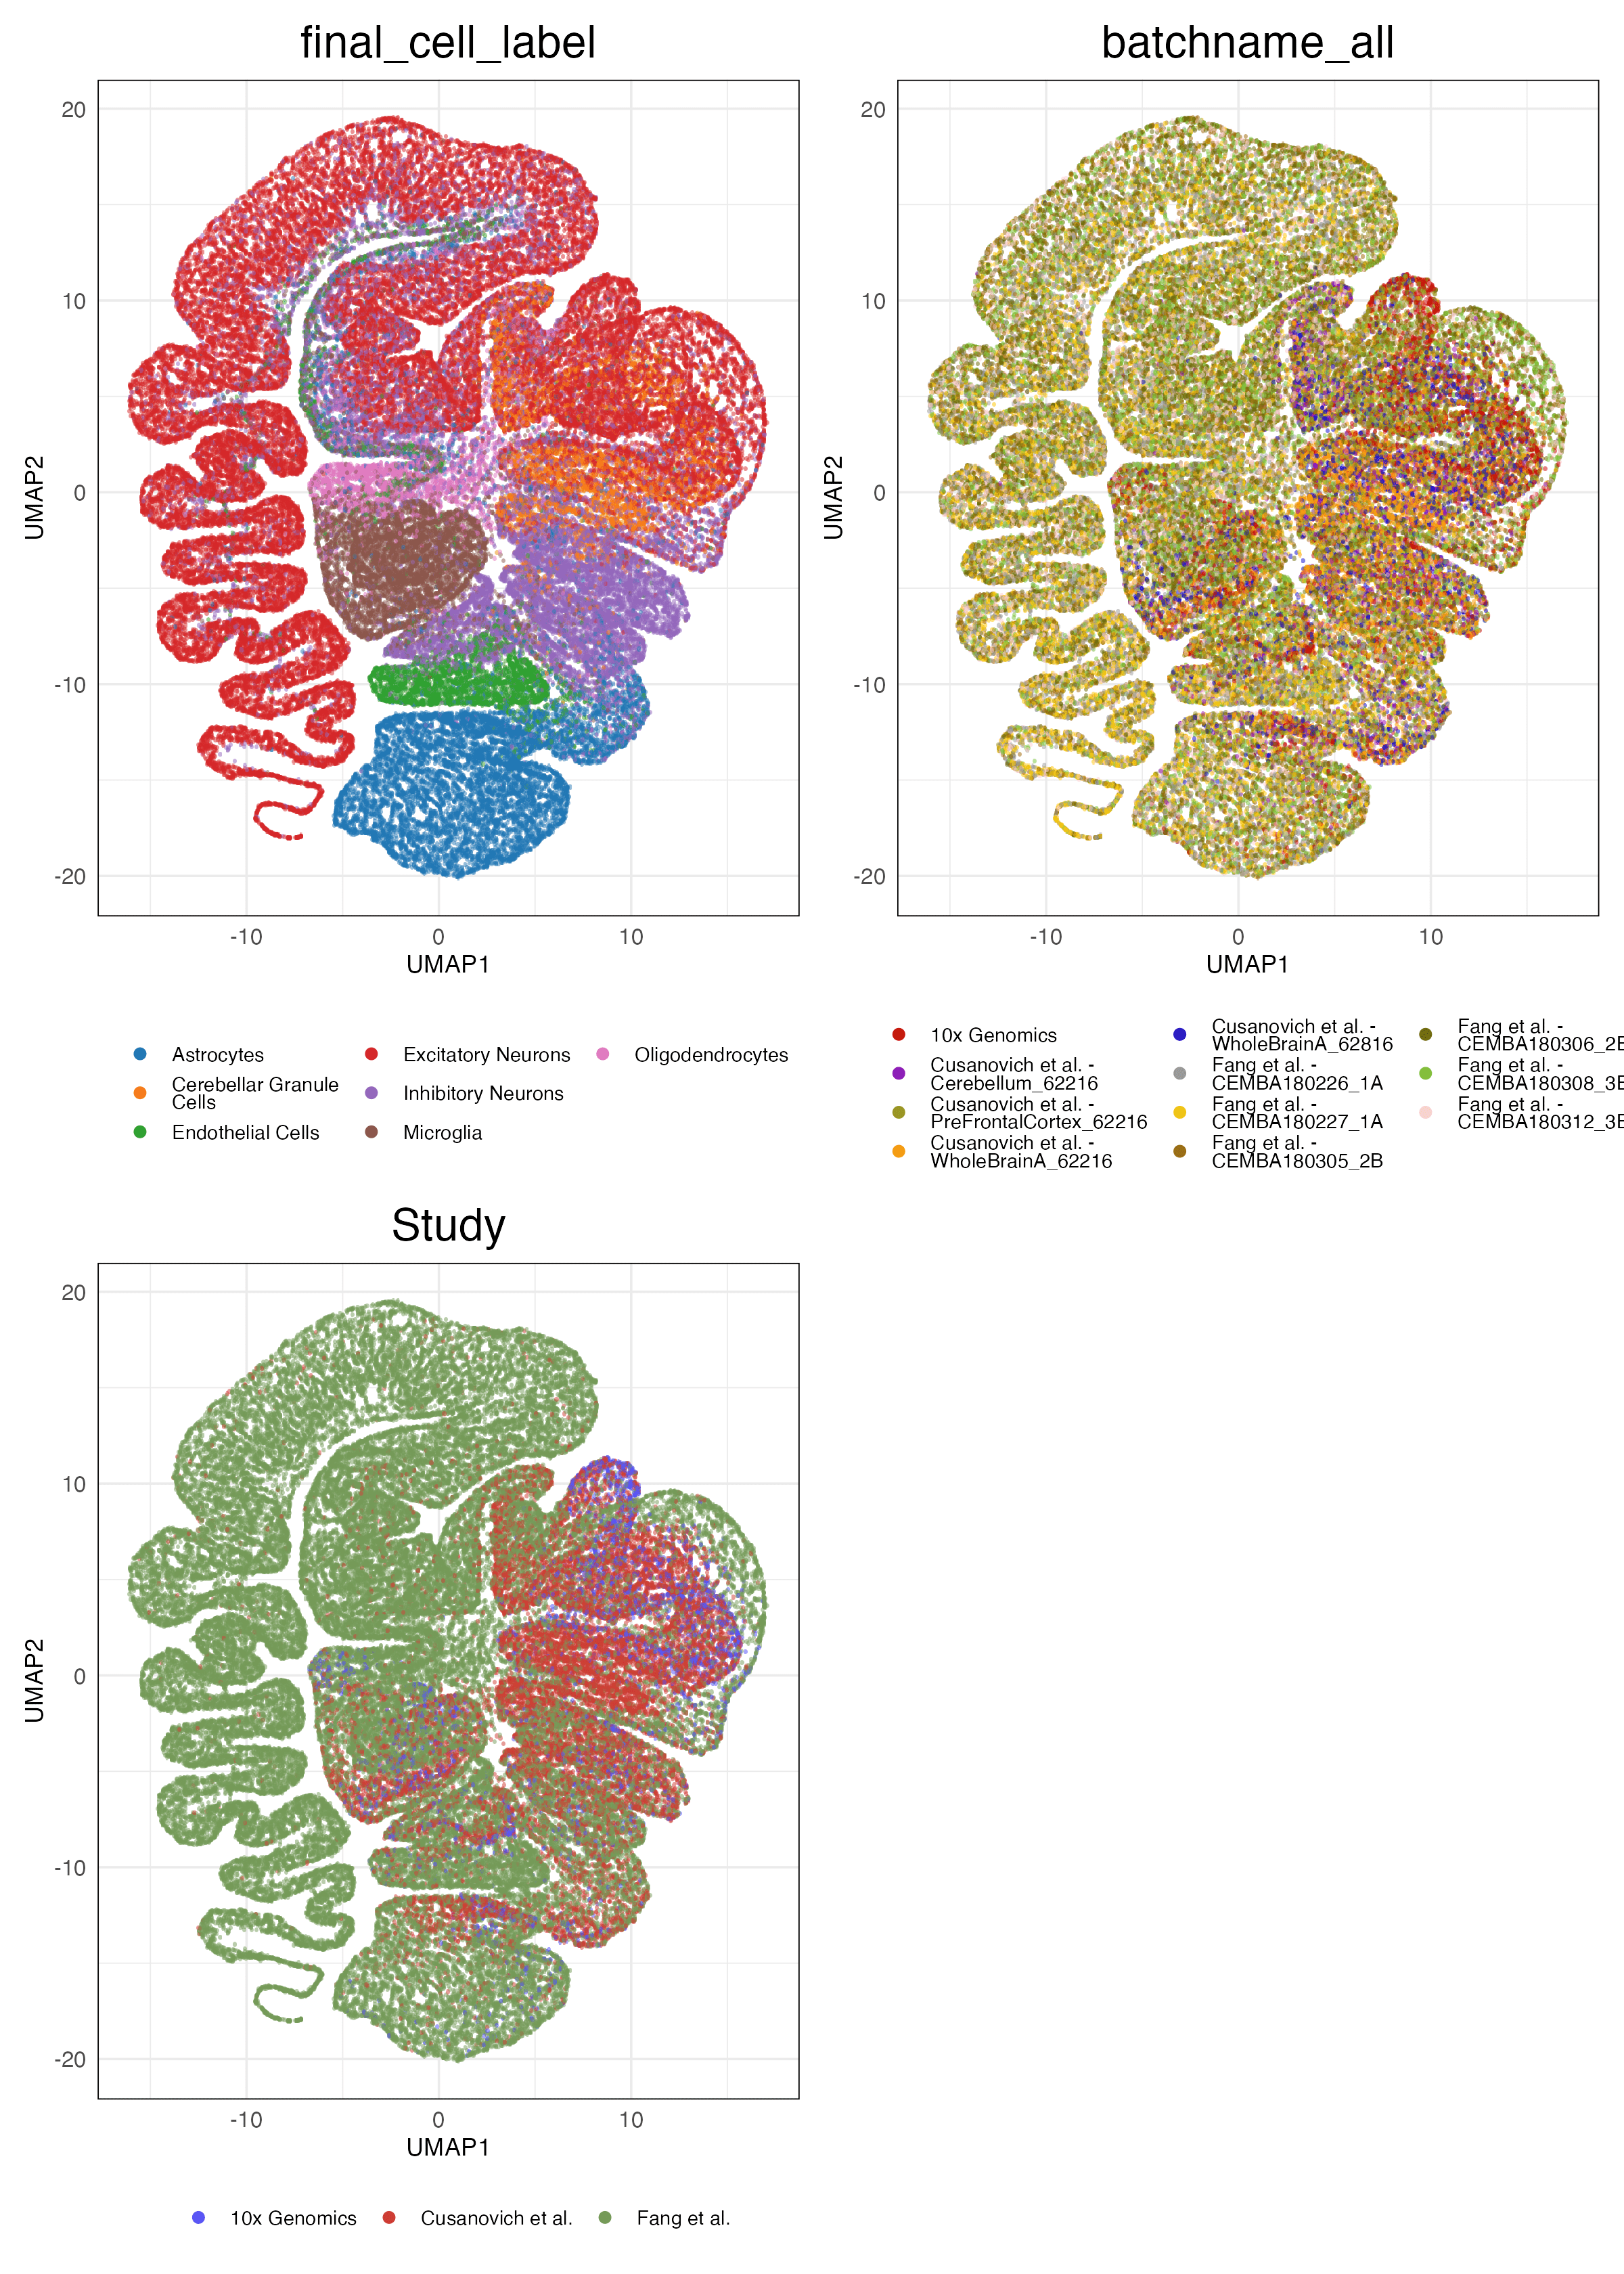 final_cell_label
batchname_all
20
10
0
-10
-20
UMAP2
-10
0
10
UMAP1
20
10
0
-10
-20
UMAP2
-10
0
10
UMAP1
Astrocytes
Cerebellar Granule
Cells
Endothelial Cells
Excitatory Neurons
Inhibitory Neurons
Microglia
Oligodendrocytes
10x Genomics
Cusanovich et al. -
Cerebellum_62216
Cusanovich et al. -
PreFrontalCortex_62216
Cusanovich et al. -
WholeBrainA_62216
Cusanovich et al. -
WholeBrainA_62816
Fang et al. -
CEMBA180226_1A
Fang et al. -
CEMBA180227_1A
Fang et al. -
CEMBA180305_2B
Fang et al. -
CEMBA180306_2
Fang et al. -
CEMBA180308_3
Fang et al. -
CEMBA180312_3
Study
20
10
0
-10
-20
UMAP2
-10
0
10
UMAP1
10x Genomics
Cusanovich et al.
Fang et al.